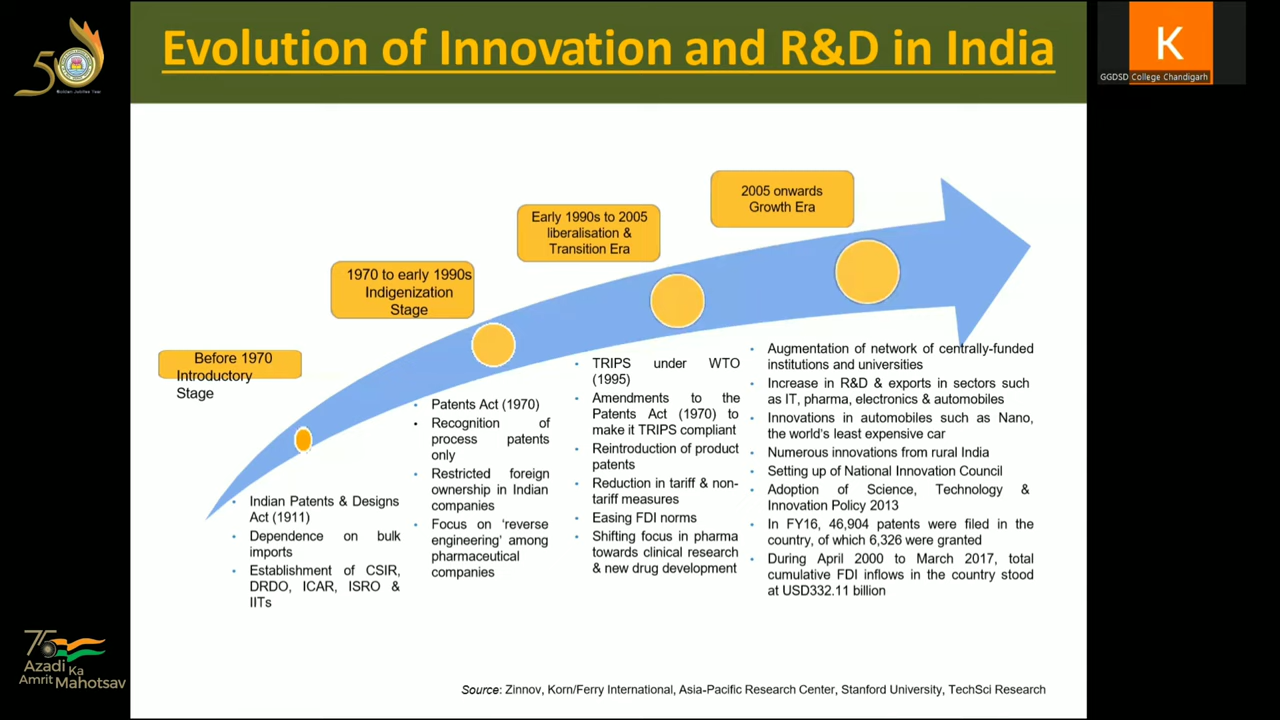 Evolution of Innovation and R&D in India
50
Golden Jubilee Year
K
GGDSD College Chandigarh
Before 1970
Introductory
Stage
1970 to early 1990s
Indigenization
Stage
Early 1990s to 2005
liberalisation &
Transition Era
2005 onwards
Growth Era
• Indian Patents & Designs
Act (1911)
• Dependence on bulk
imports
• Establishment of CSIR,
DRDO, ICAR, ISRO &
IITs
• Patents Act (1970)
• Recognition of
process patents
only
• Restricted foreign
ownership in Indian
companies
• Focus on ‘reverse
engineering’ among
pharmaceutical
companies
• TRIPS under WTO
(1995)
• Amendments to the
Patents Act (1970) to
make it TRIPS compliant
• Reintroduction of product
patents
• Reduction in tariff & non-
tariff measures
• Easing FDI norms
• Shifting focus in pharma
towards clinical research
& new drug development
• Augmentation of network of centrally-funded
institutions and universities
• Increase in R&D & exports in sectors such
as IT, pharma, electronics & automobiles
• Innovations in automobiles such as Nano,
the world’s least expensive car
• Numerous innovations from rural India
• Setting up of National Innovation Council
• Adoption of Science, Technology &
Innovation Policy 2013
• In FY16, 46,904 patents were filed in the
country, of which 6,326 were granted
• During April 2000 to March 2017, total
cumulative FDI inflows in the country stood
at USD332.11 billion
75
Azadi
Ka
Amrit
Mahotsav
Source: Zinnov, Korn/Ferry International, Asia-Pacific Research Center, Stanford University, TechSci Research